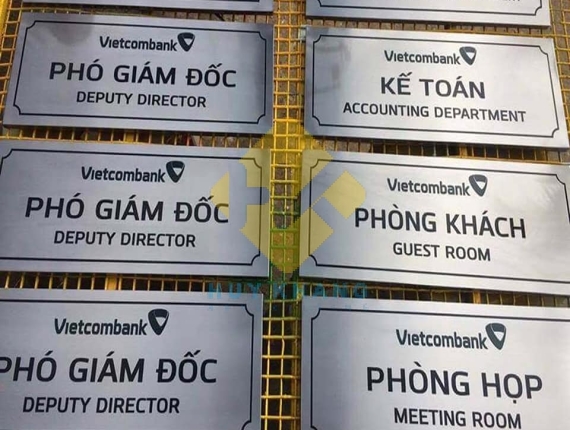 Vietcombank
PHÓ GIÁM ĐỐC
DEPUTY DIRECTOR
Vietcombank
KẾ TOÁN
ACCOUNTING DEPARTMENT
Vietcombank
PHÓ GIÁM ĐỐC
DEPUTY DIRECTOR
Vietcombank
PHÒNG KHÁCH
GUEST ROOM
Vietcombank
PHÓ GIÁM ĐỐC
DEPUTY DIRECTOR
Vietcombank
PHÒNG HỌP
MEETING ROOM